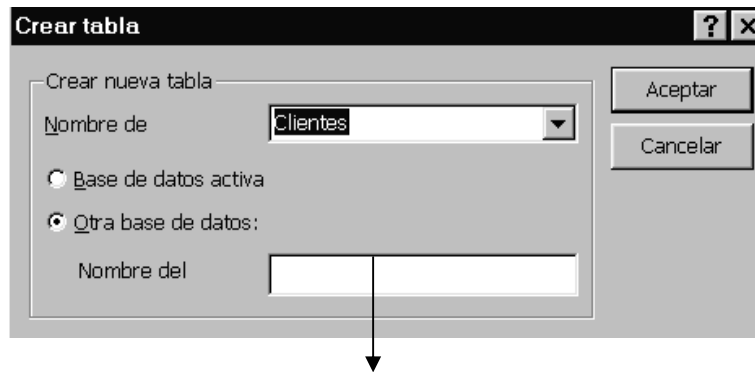 Crear tabla
Crear nueva tabla
Nombre de
Clientes
Base de datos activa
Otra base de datos:
Nombre del
Aceptar
Cancelar